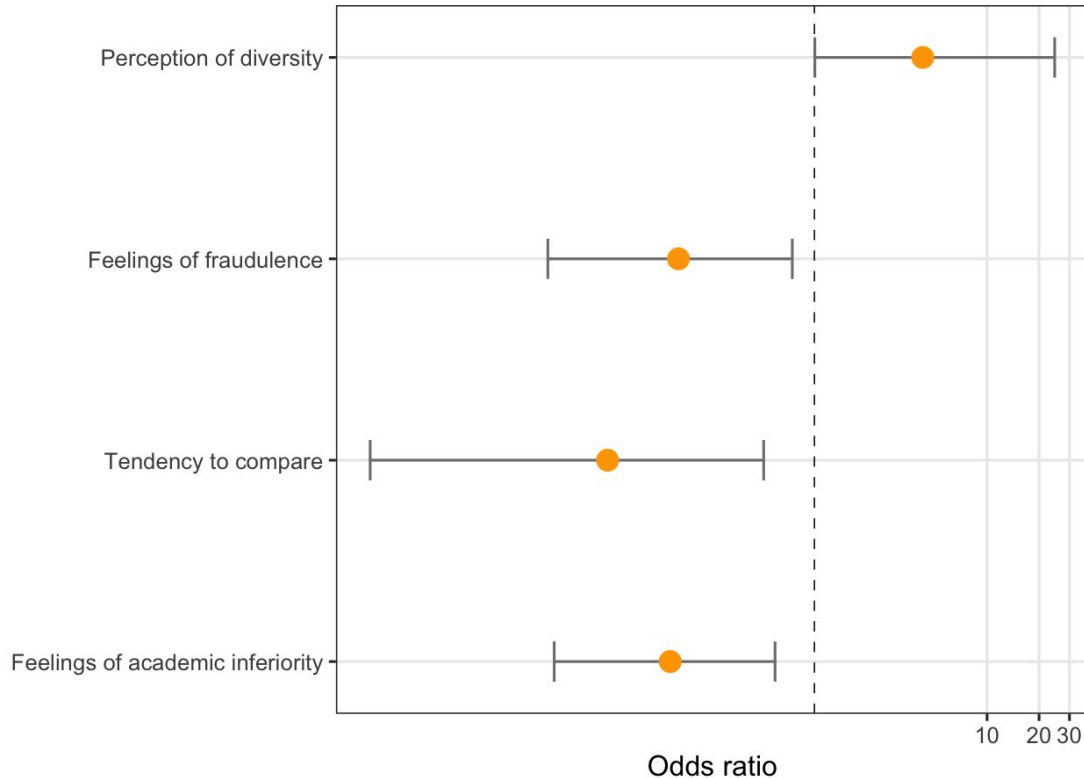 Perception of diversity
Feelings of fraudulence
Tendency to compare
Feelings of academic inferiority
10 20 30
Odds ratio